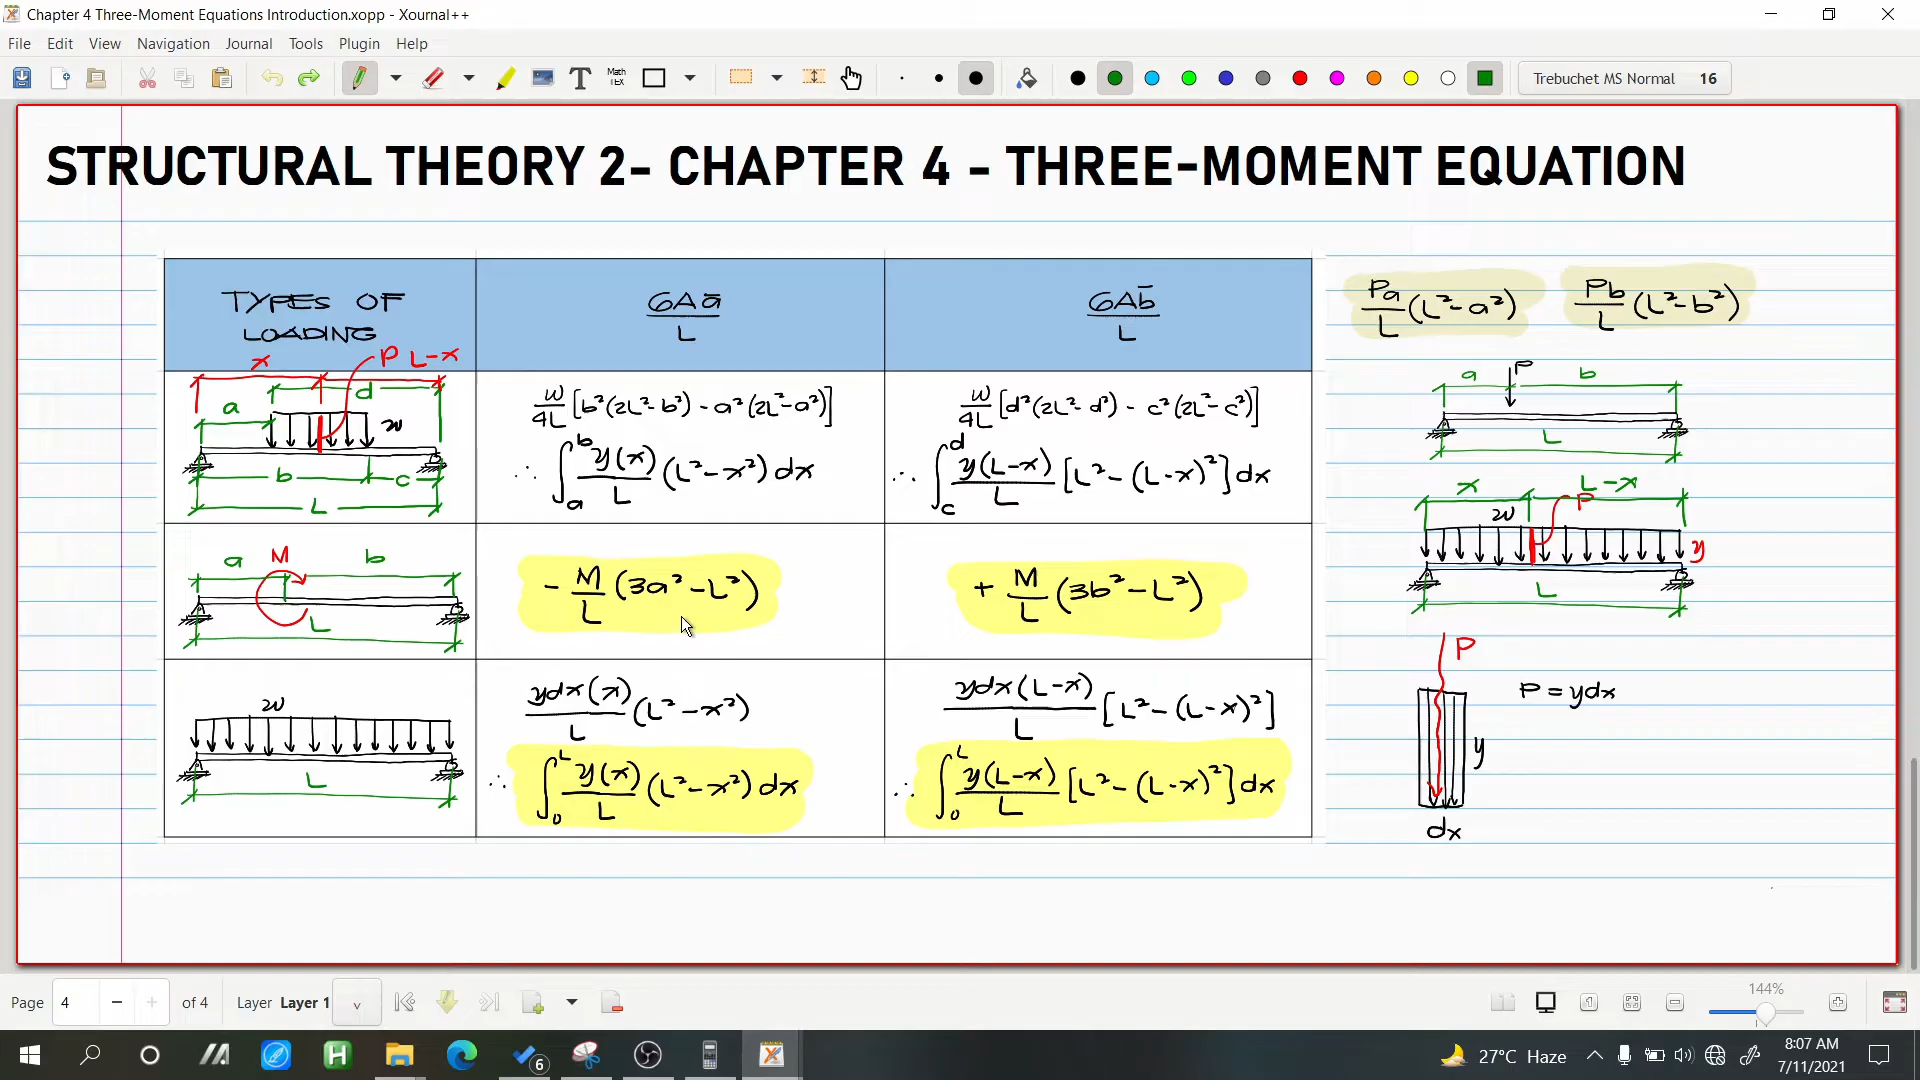 Chapter 4 Three-Moment Equations Introduction.xopp - Xournal++
File Edit View Navigation Journal Tools Plugin Help
T Math TEX Trebuchet MS Normal 16
STRUCTURAL THEORY 2- CHAPTER 4 - THREE-MOMENT EQUATION
TYPES OF LOADING
6Aā/L
6Ab̄/L
Pa/L (L²-a²)
Pb/L (L²-b²)
x P L-x
a d
w
b c
L
w/4L [b²(2L²-b²) - a²(2L²-a²)]
∴ ∫ₐᵇ y(x)/L (L²-x²) dx
w/4L [d²(2L²-d²) - c²(2L²-c²)]
∴ ∫_c^d y(L-x)/L [L²-(L-x)²] dx
P
a b
L
x L-x
w P
y
L
a M b
L
- M/L (3a²-L²)
+ M/L (3b²-L²)
w
L
ydx(x)/L (L²-x²)
∴ ∫₀ᴸ y(x)/L (L²-x²) dx
ydx(L-x)/L [L²-(L-x)²]
∴ ∫₀ᴸ y(L-x)/L [L²-(L-x)²] dx
P
P = ydx
y
dx
Page 4 of 4 Layer Layer 1
144%
6
27°C Haze
8:07 AM
7/11/2021